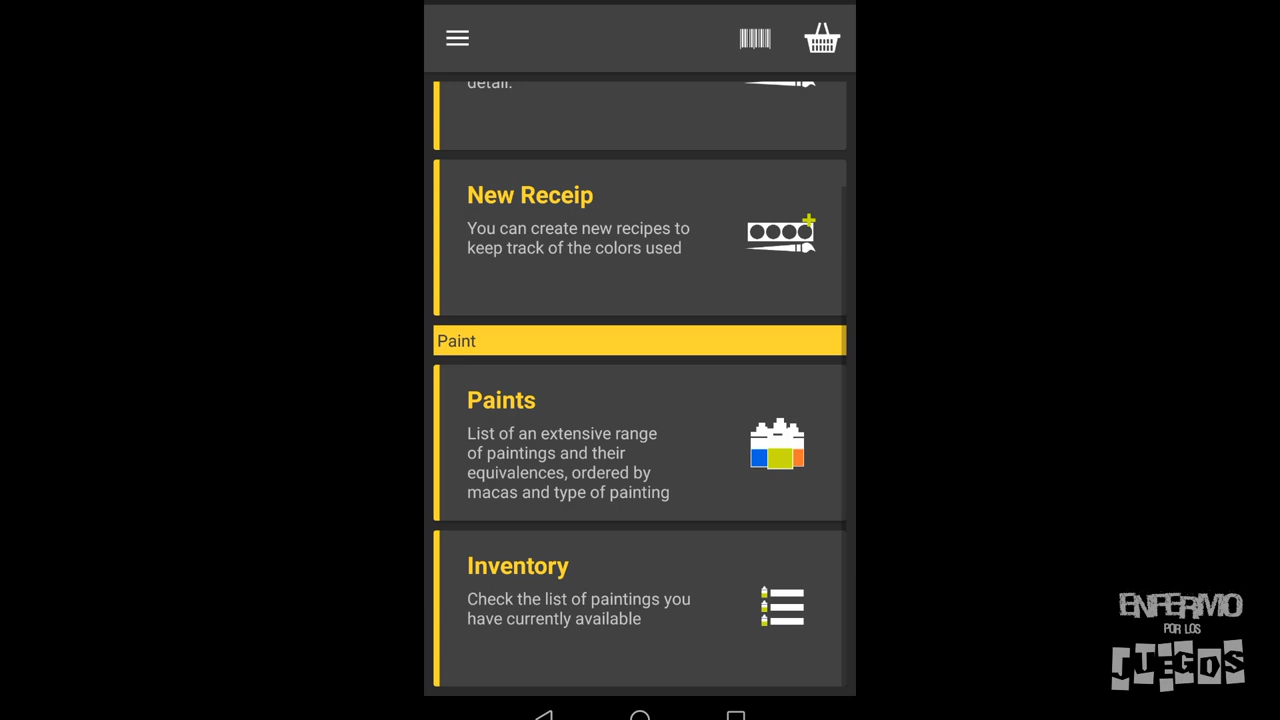 detail.
New Receip
You can create new recipes to
keep track of the colors used
Paint
Paints
List of an extensive range
of paintings and their
equivalences, ordered by
macas and type of painting
Inventory
Check the list of paintings you
have currently available
ENFERMO
POR LOS
JUEGOS